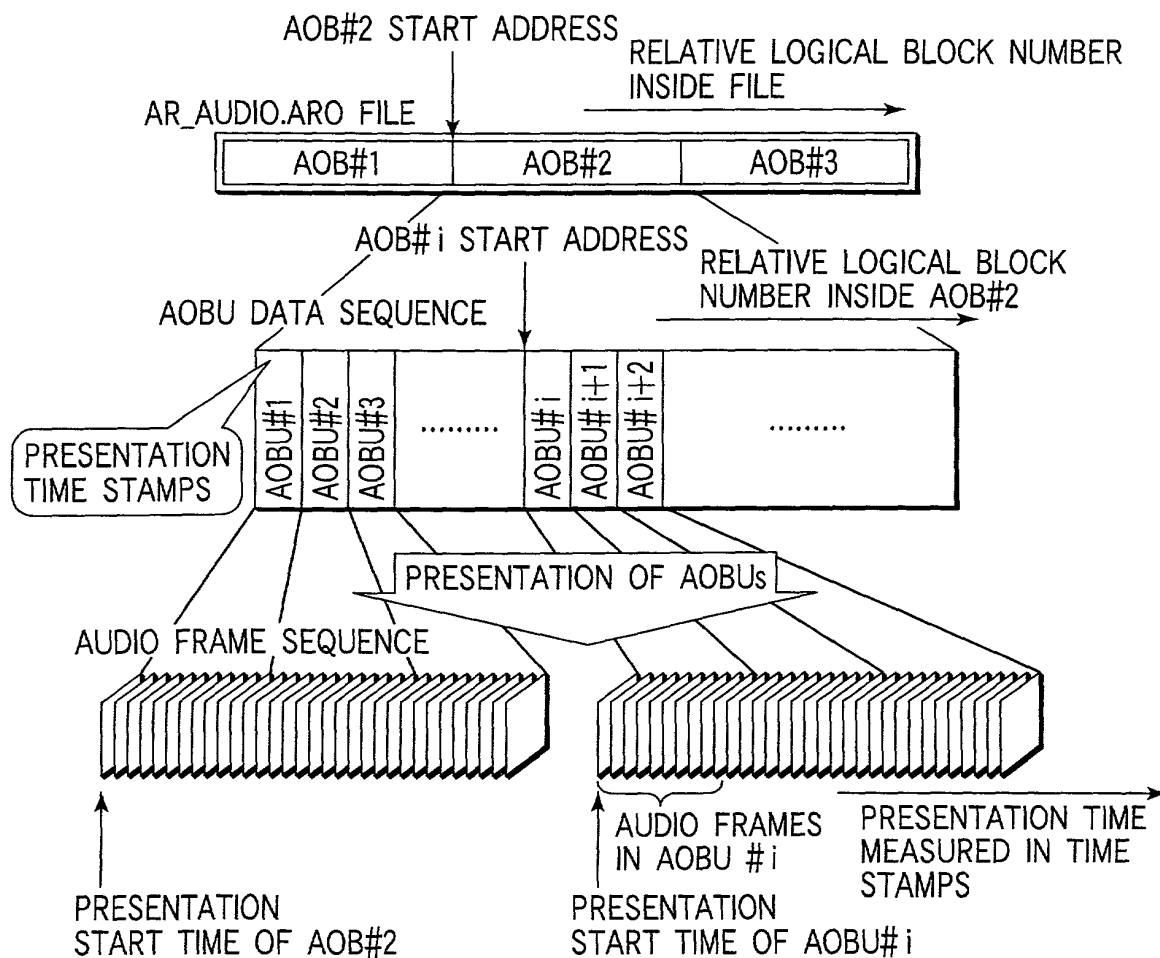 AOB#2 START ADDRESS
RELATIVE LOGICAL BLOCK NUMBER
INSIDE FILE
AR_AUDIO.ARO FILE
AOB#1
AOB#2
AOB#3
AOB#i START ADDRESS
RELATIVE LOGICAL BLOCK
NUMBER INSIDE AOB#2
AOBU DATA SEQUENCE
AOBU#1
AOBU#2
AOBU#3
.........
AOBU#i
AOBU#i+1
AOBU#i+2
.........
PRESENTATION
TIME STAMPS
PRESENTATION OF AOBUs
AUDIO FRAME SEQUENCE
AUDIO FRAMES
IN AOBU #i
PRESENTATION TIME
MEASURED IN TIME
STAMPS
PRESENTATION
START TIME OF AOB#2
PRESENTATION
START TIME OF AOBU#i